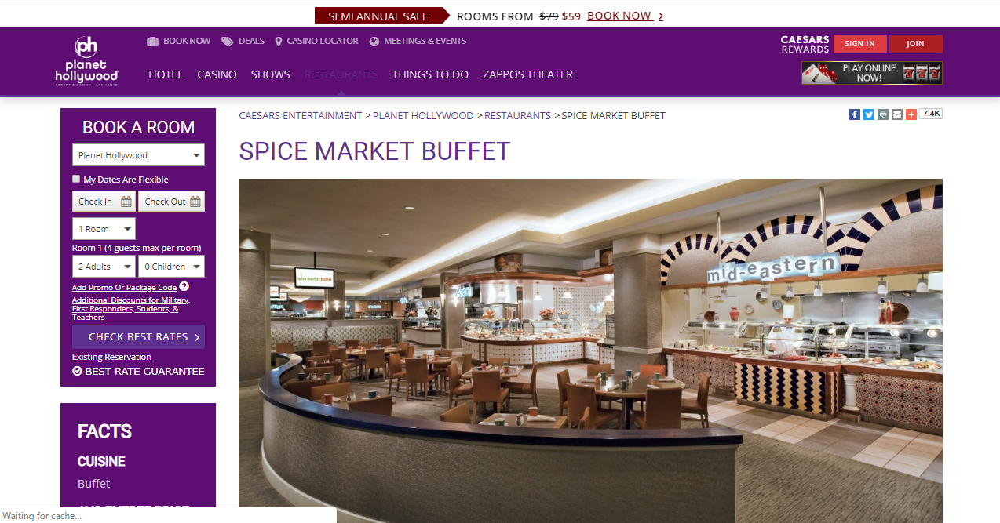 SEMI ANNUAL SALE ROOMS FROM $79 $59 BOOK NOW >
ph
planet
hollywood
RESORT & CASINO • LAS VEGAS
BOOK NOW DEALS CASINO LOCATOR MEETINGS & EVENTS
HOTEL CASINO SHOWS RESTAURANTS THINGS TO DO ZAPPOS THEATER
CAESARS
REWARDS
SIGN IN JOIN
PLAY ONLINE
NOW!
777
BOOK A ROOM
Planet Hollywood
My Dates Are Flexible
Check In Check Out
1 Room
Room 1 (4 guests max per room)
2 Adults 0 Children
Add Promo Or Package Code ?
Additional Discounts for Military,
First Responders, Students, &
Teachers
CHECK BEST RATES >
Existing Reservation
BEST RATE GUARANTEE
FACTS
CUISINE
Buffet
AVG ENTREE PRICE
CAESARS ENTERTAINMENT > PLANET HOLLYWOOD > RESTAURANTS > SPICE MARKET BUFFET
7.4K
SPICE MARKET BUFFET
spice market buffet
mid-eastern
Waiting for cache...